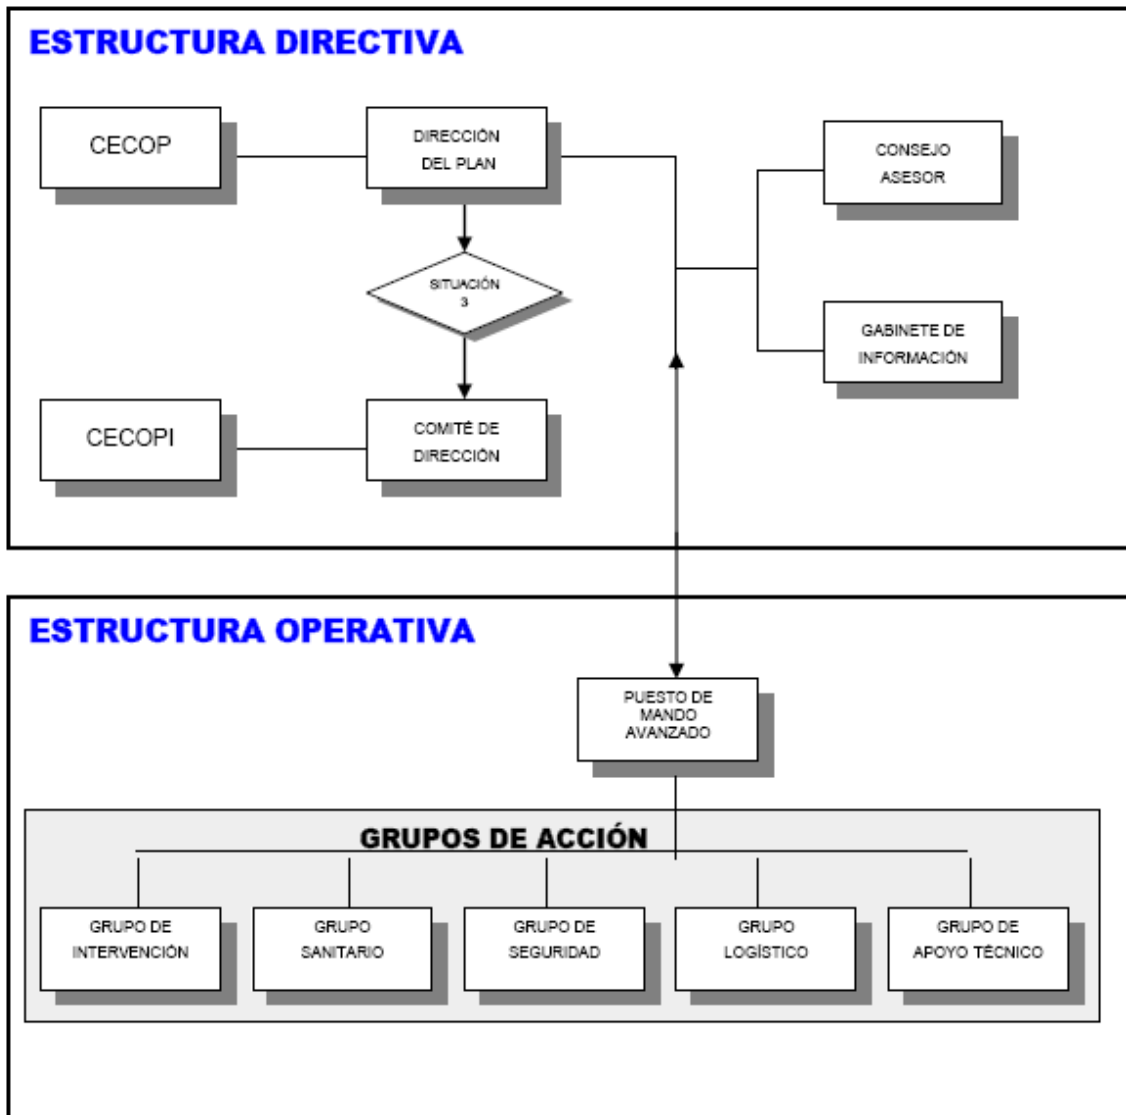 ESTRUCTURA DIRECTIVA
CECOP
DIRECCIÓN
DEL PLAN
CONSEJO
ASESOR
SITUACIÓN
3
GABINETE DE
INFORMACIÓN
CECOPI
COMITÉ DE
DIRECCIÓN
ESTRUCTURA OPERATIVA
PUESTO DE
MANDO
AVANZADO
GRUPOS DE ACCIÓN
GRUPO DE
INTERVENCIÓN
GRUPO
SANITARIO
GRUPO DE
SEGURIDAD
GRUPO
LOGÍSTICO
GRUPO DE
APOYO TÉCNICO